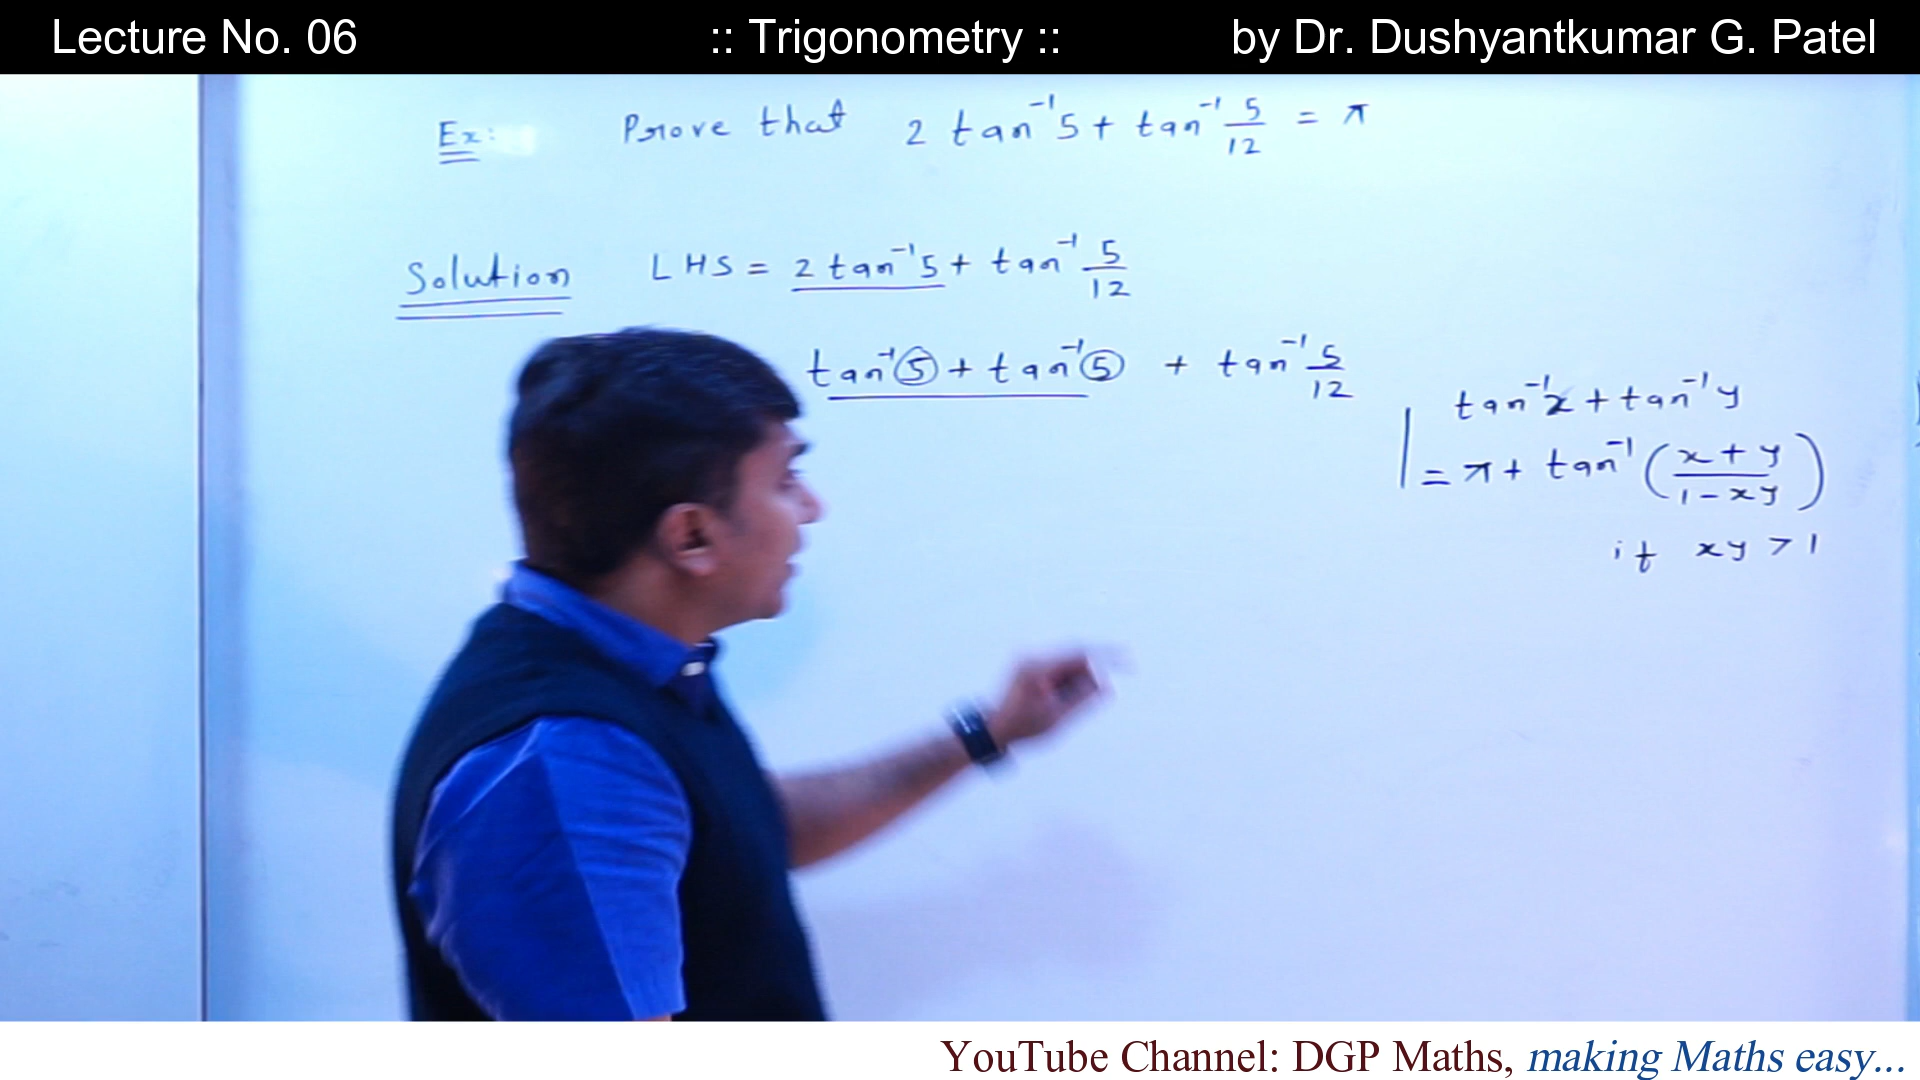 Lecture No. 06 :: Trigonometry :: by Dr. Dushyantkumar G. Patel
Ex: Prove that 2 tan⁻¹5 + tan⁻¹ 5/12 = π
Solution LHS = 2 tan⁻¹5 + tan⁻¹ 5/12
tan⁻¹5 + tan⁻¹5 + tan⁻¹ 5/12
tan⁻¹x + tan⁻¹y
= π + tan⁻¹ (x+y / 1-xy)
if xy > 1
YouTube Channel: DGP Maths, making Maths easy...